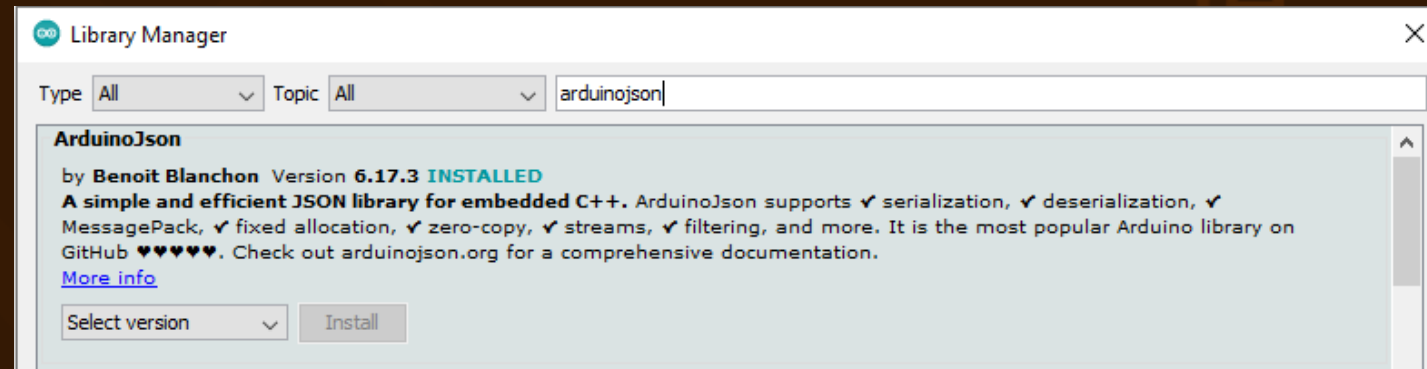 Library Manager
Type All Topic All arduinojson
ArduinoJson
by Benoit Blanchon Version 6.17.3 INSTALLED
A simple and efficient JSON library for embedded C++. ArduinoJson supports ✔ serialization, ✔ deserialization, ✔
MessagePack, ✔ fixed allocation, ✔ zero-copy, ✔ streams, ✔ filtering, and more. It is the most popular Arduino library on
GitHub ♥♥♥♥♥. Check out arduinojson.org for a comprehensive documentation.
More info
Select version Install